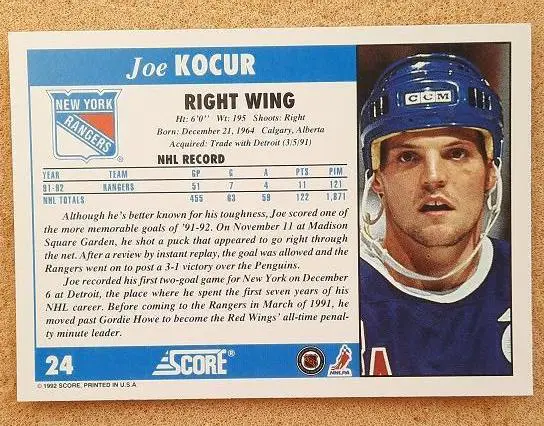 Joe KOCUR
NEW YORK
RANGERS
RIGHT WING
Ht: 6'0" Wt: 195 Shoots: Right
Born: December 21, 1964 Calgary, Alberta
Acquired: Trade with Detroit (3/5/91)
NHL RECORD
YEAR TEAM GP G A PTS PIM
91-92 RANGERS 51 7 4 11 121
NHL TOTALS 455 63 59 122 1,871
Although he's better known for his toughness, Joe scored one of
the more memorable goals of '91-92. On November 11 at Madison
Square Garden, he shot a puck that appeared to go right through
the net. After a review by instant replay, the goal was allowed and the
Rangers went on to post a 3-1 victory over the Penguins.
Joe recorded his first two-goal game for New York on December
6 at Detroit, the place where he spent the first seven years of his
NHL career. Before coming to the Rangers in March of 1991, he
moved past Gordie Howe to become the Red Wings' all-time penal-
ty minute leader.
24
SCORE®
NHLPA
© 1992 SCORE, PRINTED IN U.S.A.
CCM
A